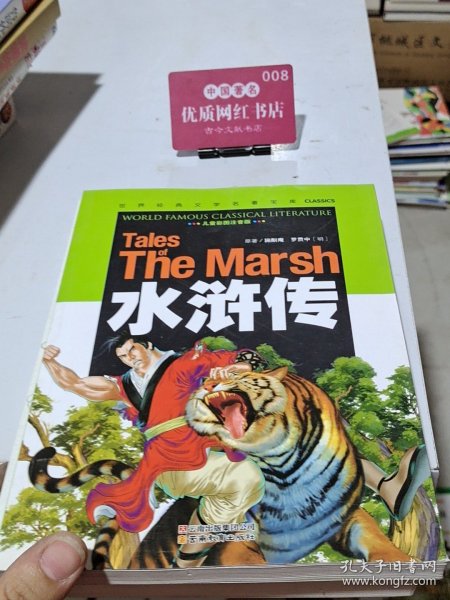 008
中国著名
优质网红书店
古今文献书店
世界经典文学名著宝库 CLASSICS
WORLD FAMOUS CLASSICAL LITERATURE
儿童彩图注音版
Tales
of
原著/施耐庵 罗贯中[明]
The Marsh
水浒传
云南出版集团公司
云南教育出版社
孔夫子旧书网
www.kongfz.com